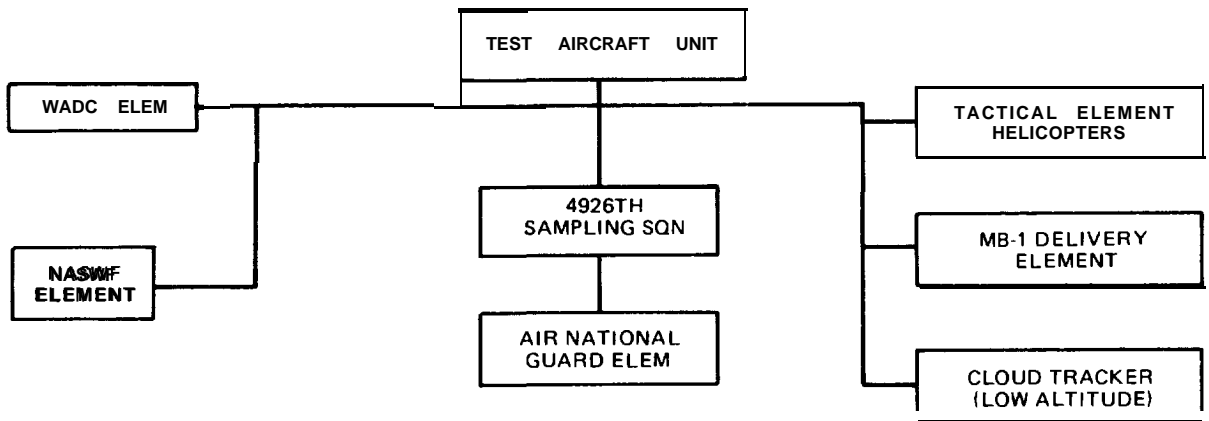 TEST AIRCRAFT UNIT
WADC ELEM
TACTICAL ELEMENT
HELICOPTERS
4926TH
SAMPLING SQN
MB-1 DELIVERY
ELEMENT
NASWF
ELEMENT
AIR NATIONAL
GUARD ELEM
CLOUD TRACKER
(LOW ALTITUDE)